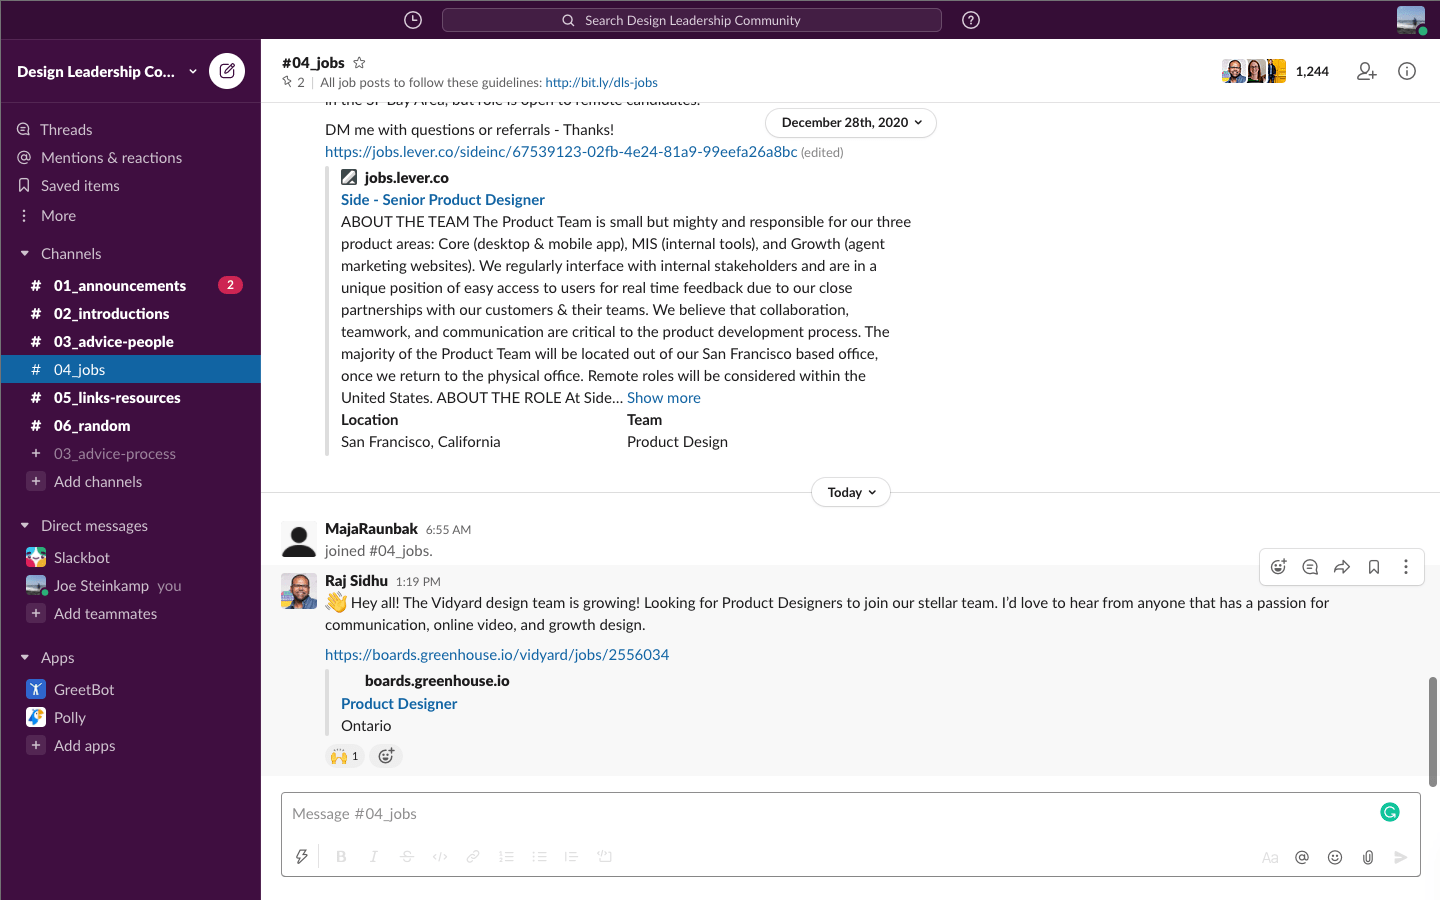 Search Design Leadership Community
Design Leadership Co...
Threads
Mentions & reactions
Saved items
More
Channels
# 01_announcements 2
# 02_introductions
# 03_advice-people
# 04_jobs
# 05_links-resources
# 06_random
+ 03_advice-process
+ Add channels
Direct messages
Slackbot
Joe Steinkamp you
+ Add teammates
Apps
GreetBot
Polly
+ Add apps
#04_jobs
2 | All job posts to follow these guidelines: http://bit.ly/dls-jobs
1,244
in the SF Bay Area, but role is open to remote candidates.
December 28th, 2020
DM me with questions or referrals - Thanks!
https://jobs.lever.co/sideinc/67539123-02fb-4e24-81a9-99eefa26a8bc (edited)
jobs.lever.co
Side - Senior Product Designer
ABOUT THE TEAM The Product Team is small but mighty and responsible for our three
product areas: Core (desktop & mobile app), MIS (internal tools), and Growth (agent
marketing websites). We regularly interface with internal stakeholders and are in a
unique position of easy access to users for real time feedback due to our close
partnerships with our customers & their teams. We believe that collaboration,
teamwork, and communication are critical to the product development process. The
majority of the Product Team will be located out of our San Francisco based office,
once we return to the physical office. Remote roles will be considered within the
United States. ABOUT THE ROLE At Side... Show more
Location Team
San Francisco, California Product Design
Today
MajaRaunbak 6:55 AM
joined #04_jobs.
Raj Sidhu 1:19 PM
👋 Hey all! The Vidyard design team is growing! Looking for Product Designers to join our stellar team. I'd love to hear from anyone that has a passion for
communication, online video, and growth design.
https://boards.greenhouse.io/vidyard/jobs/2556034
boards.greenhouse.io
Product Designer
Ontario
🙌 1
Message #04_jobs
B I S Aa @